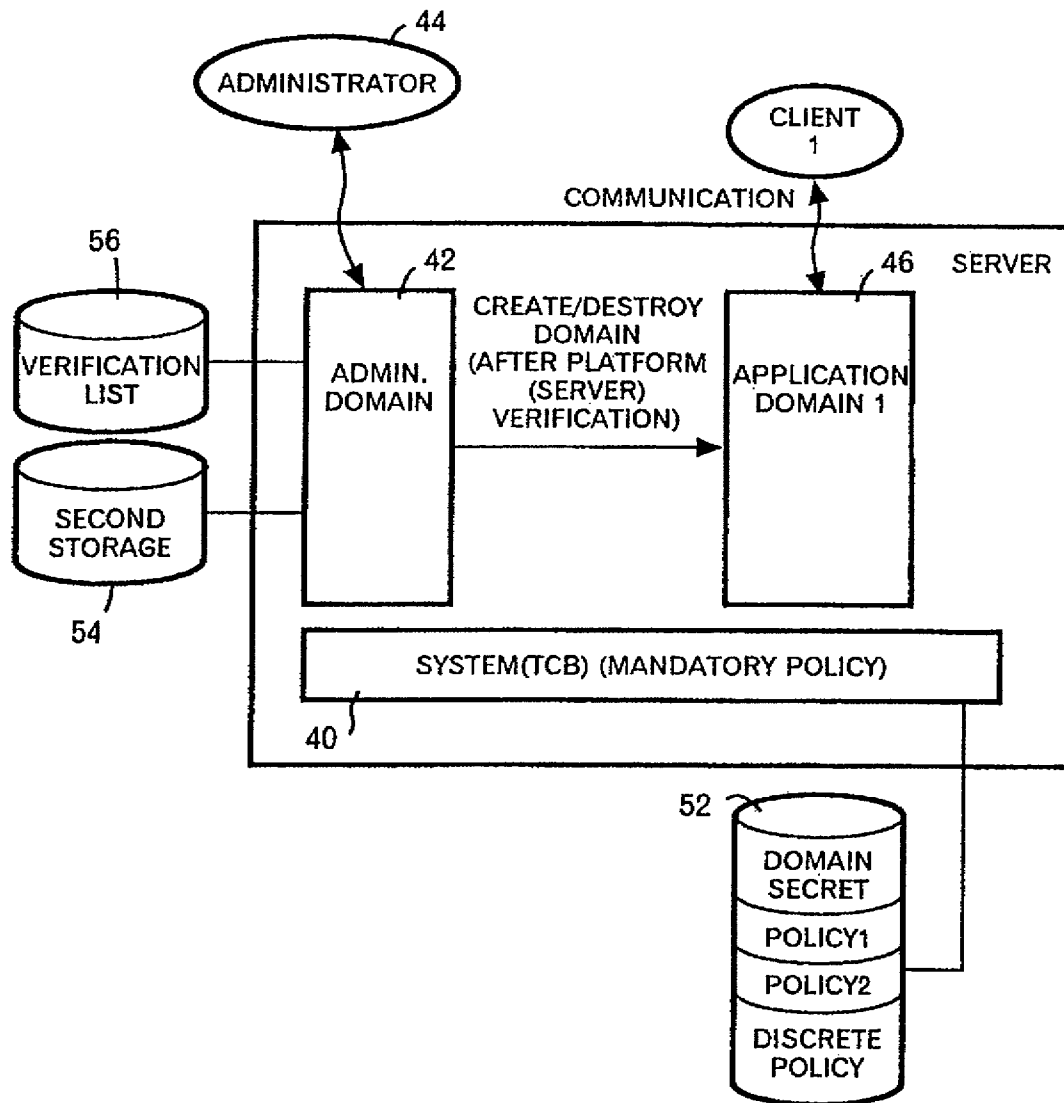 44
ADMINISTRATOR
CLIENT
1
COMMUNICATION
56
42
46
SERVER
VERIFICATION
LIST
ADMIN.
DOMAIN
CREATE/DESTROY
DOMAIN
(AFTER PLATFORM
(SERVER)
VERIFICATION)
APPLICATION
DOMAIN 1
SECOND
STORAGE
54
SYSTEM(TCB) (MANDATORY POLICY)
40
52
DOMAIN
SECRET
POLICY1
POLICY2
DISCRETE
POLICY